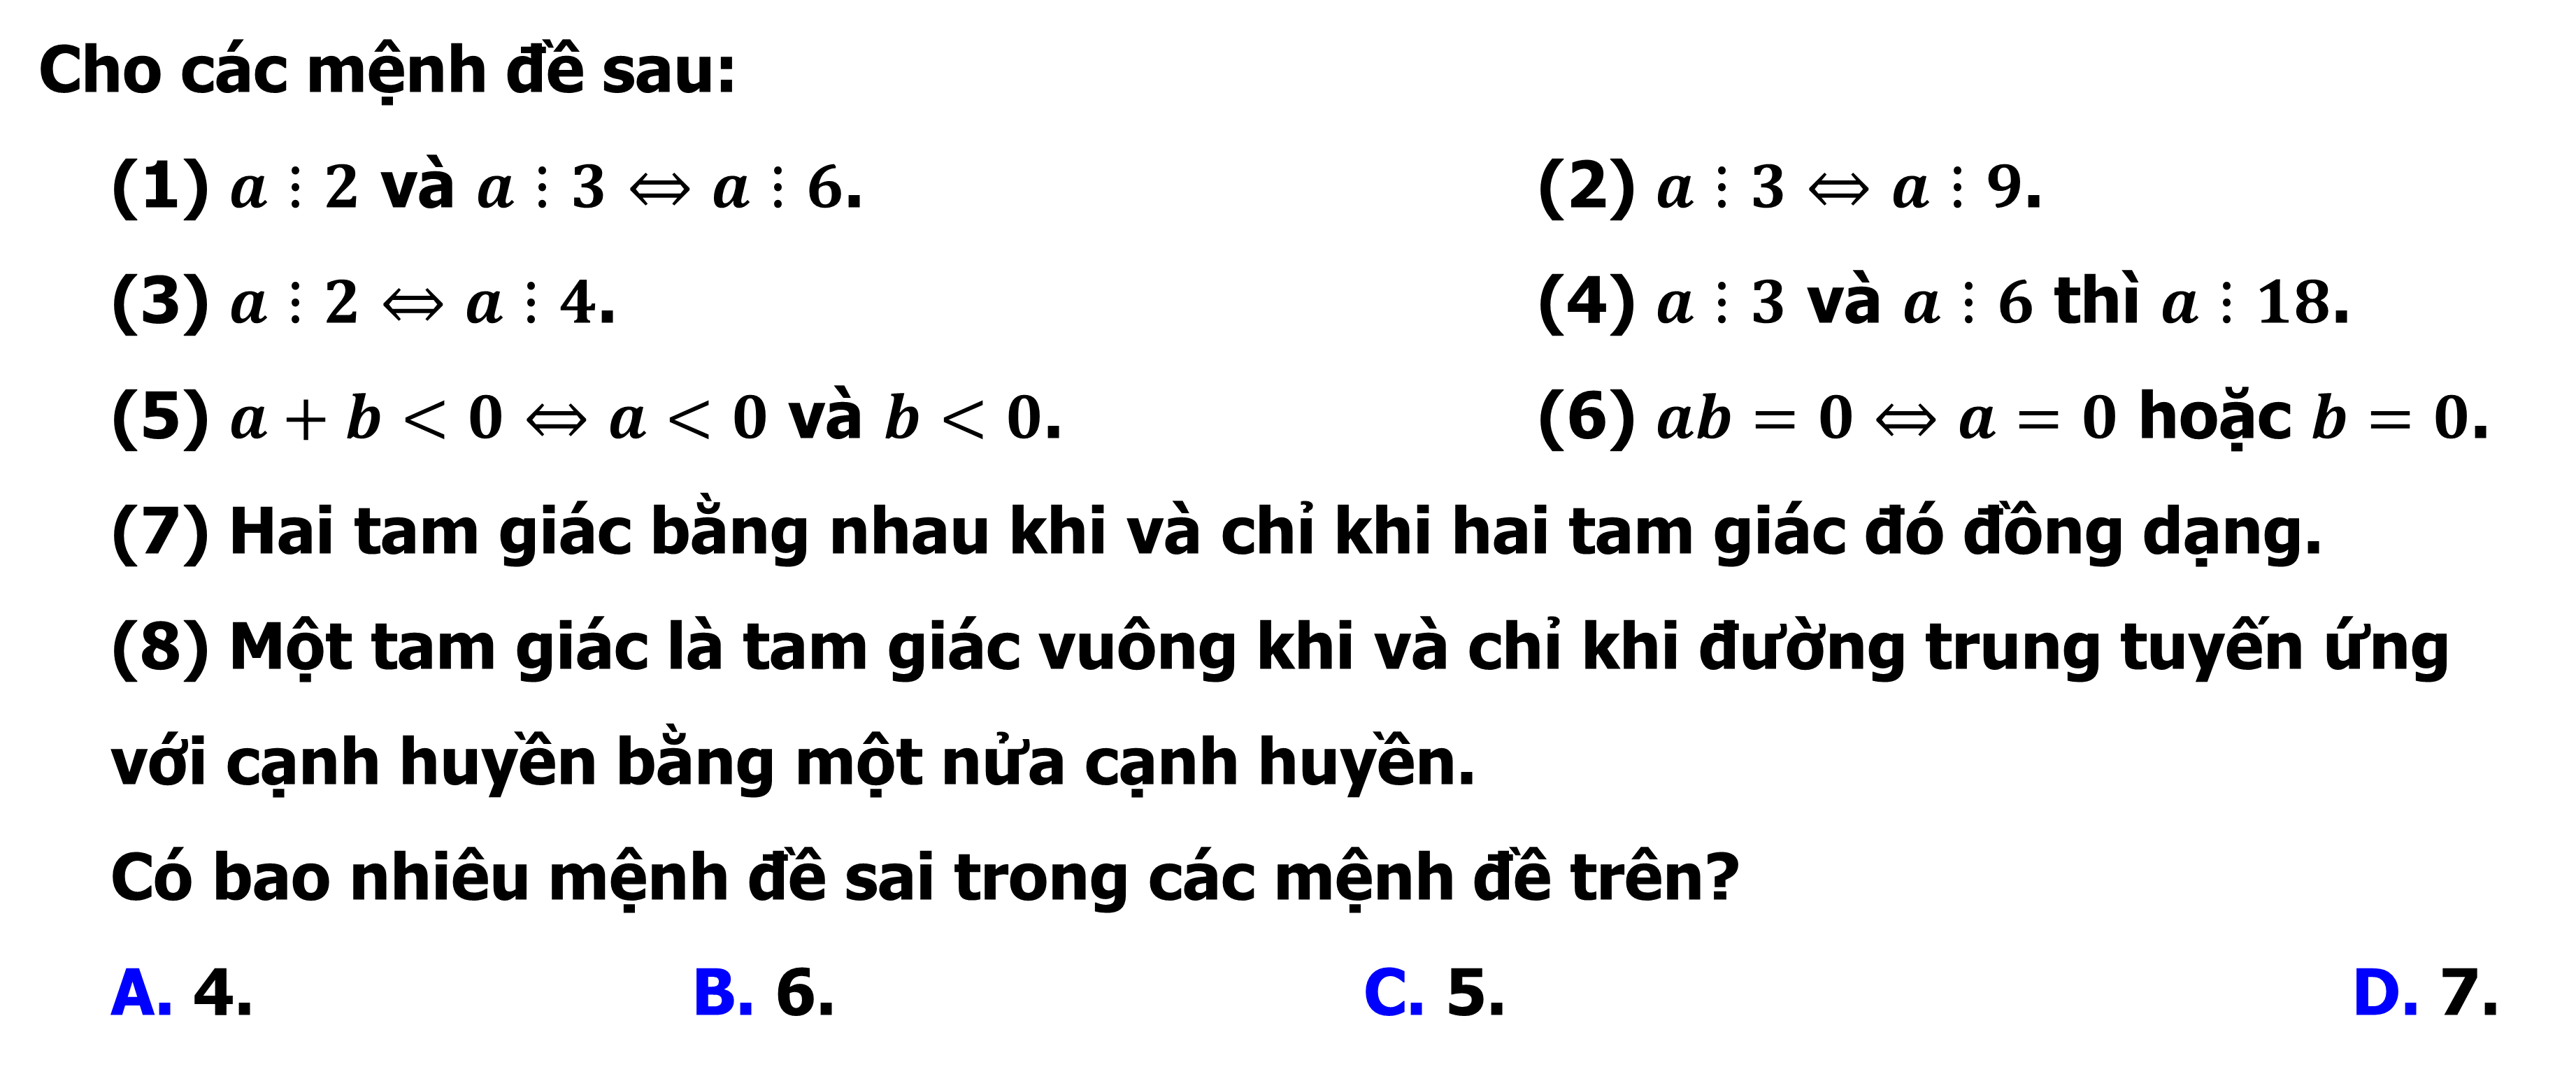 Cho các mệnh đề sau:
(1) a ⋮ 2 và a ⋮ 3 ⇔ a ⋮ 6. (2) a ⋮ 3 ⇔ a ⋮ 9.
(3) a ⋮ 2 ⇔ a ⋮ 4. (4) a ⋮ 3 và a ⋮ 6 thì a ⋮ 18.
(5) a + b < 0 ⇔ a < 0 và b < 0. (6) ab = 0 ⇔ a = 0 hoặc b = 0.
(7) Hai tam giác bằng nhau khi và chỉ khi hai tam giác đó đồng dạng.
(8) Một tam giác là tam giác vuông khi và chỉ khi đường trung tuyến ứng
với cạnh huyền bằng một nửa cạnh huyền.
Có bao nhiêu mệnh đề sai trong các mệnh đề trên?
A. 4. B. 6. C. 5. D. 7.